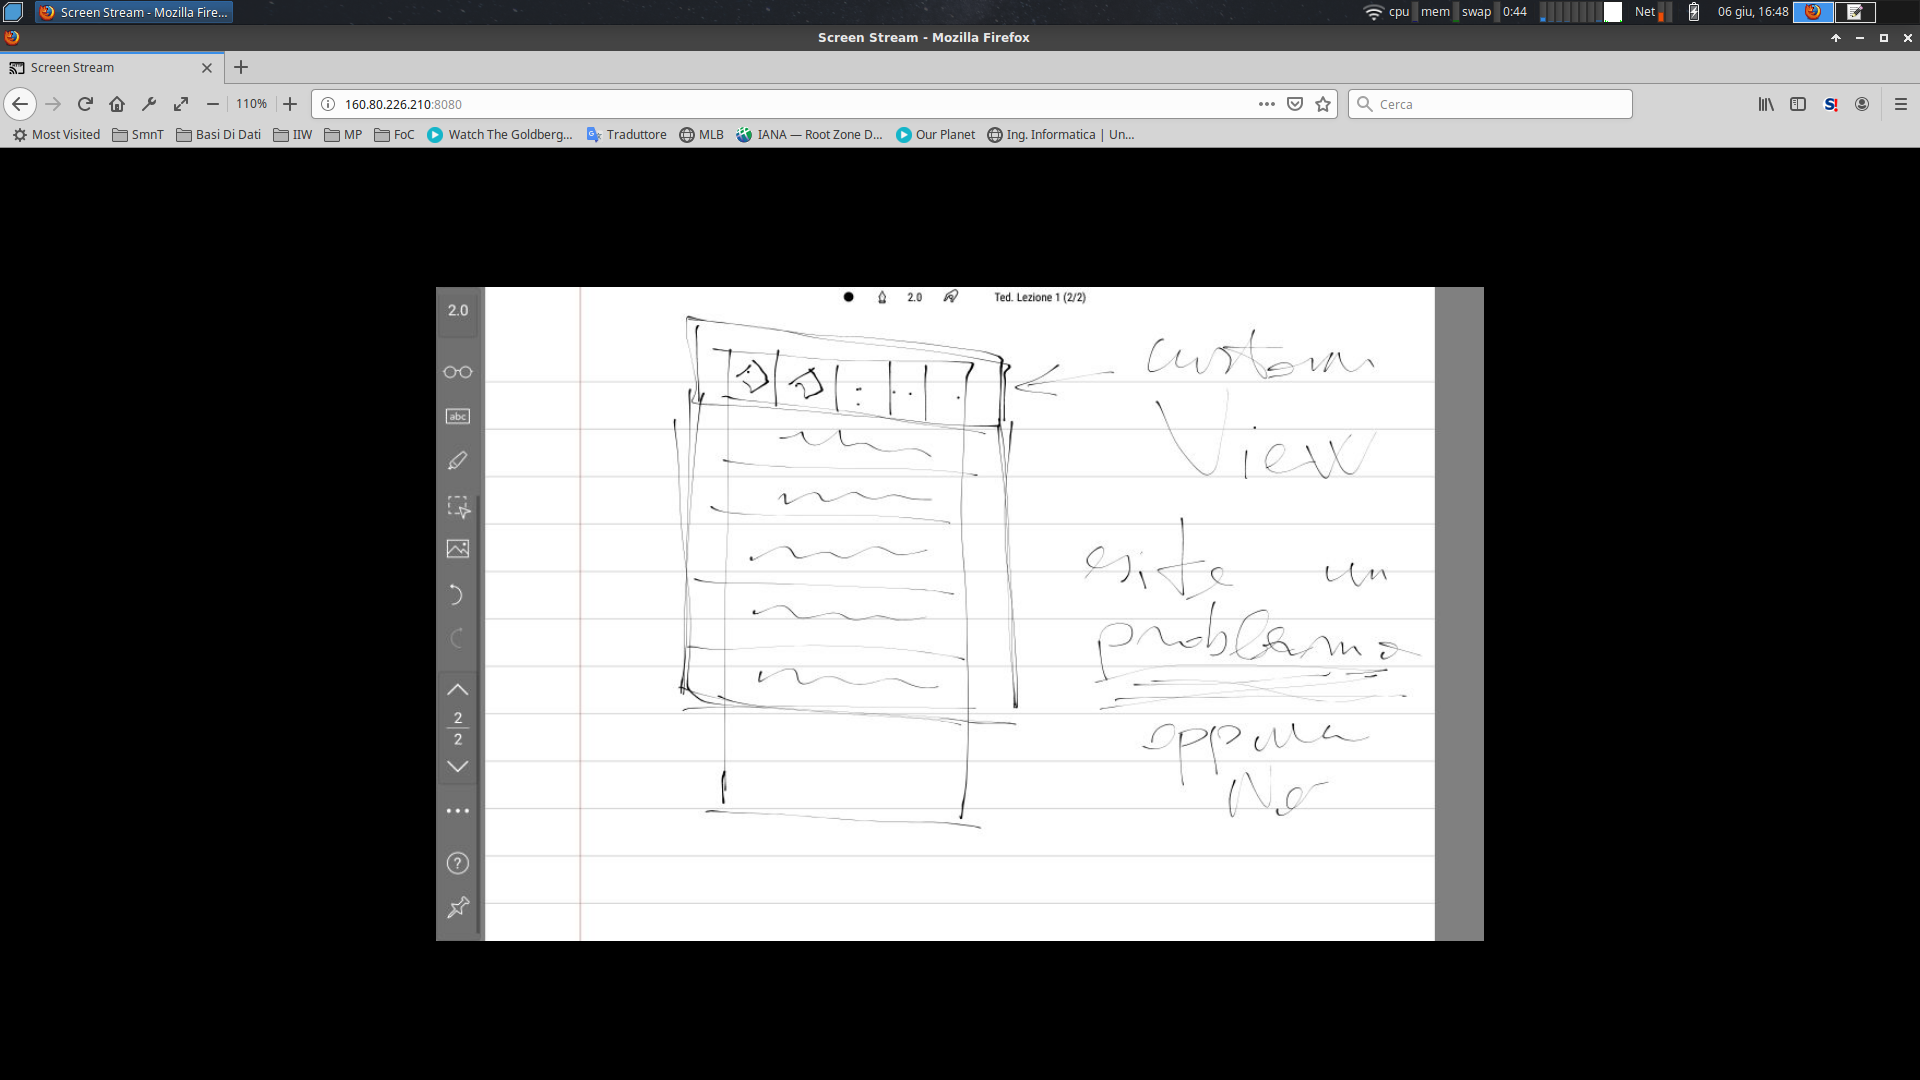 Screen Stream - Mozilla Fire...
cpu mem swap 0:44 Net 06 giu, 16:48
Screen Stream - Mozilla Firefox
Screen Stream
110% 160.80.226.210:8080 Cerca
Most Visited SmnT Basi Di Dati IIW MP FoC Watch The Goldberg... Traduttore MLB IANA — Root Zone D... Our Planet Ing. Informatica | Un...
2.0 2.0 Ted. Lezione 1 (2/2)
abc
2
2
custom
View
esiste un
problema
oppure
No